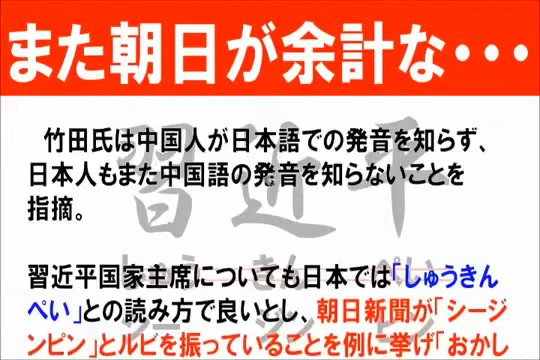 また朝日が余計な・・・
竹田氏は中国人が日本語での発音を知らず、
日本人もまた中国語の発音を知らないことを
指摘。
習近平
習近平国家主席についても日本では「しゅうきん
ぺい」との読み方で良いとし、朝日新聞が「シージ
ンピン」とルビを振っていることを例に挙げ「おかし